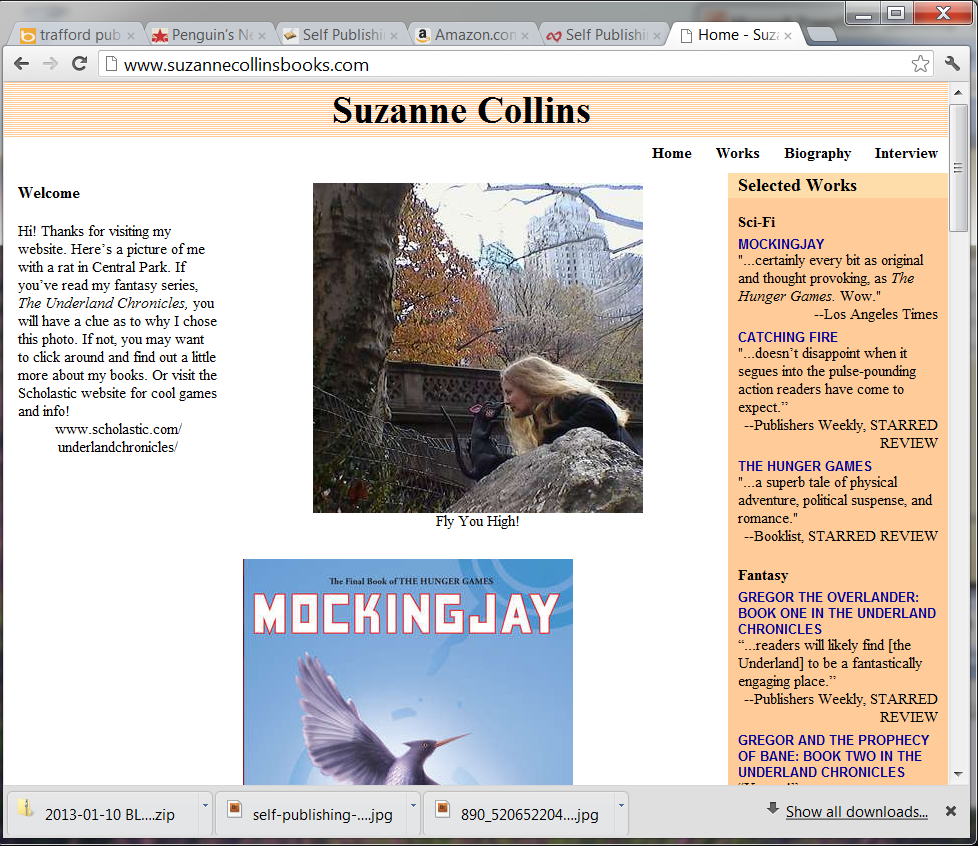 trafford pub
Penguin's Ne
Self Publishi
Amazon.con
Self Publishi
Home - Suz
www.suzannecollinsbooks.com
Suzanne Collins
Home Works Biography Interview
Welcome
Hi! Thanks for visiting my
website. Here’s a picture of me
with a rat in Central Park. If
you’ve read my fantasy series,
The Underland Chronicles, you
will have a clue as to why I chose
this photo. If not, you may want
to click around and find out a little
more about my books. Or visit the
Scholastic website for cool games
and info!
www.scholastic.com/
underlandchronicles/
Fly You High!
The Final Book of THE HUNGER GAMES
MOCKINGJAY
Selected Works
Sci-Fi
MOCKINGJAY
"...certainly every bit as original
and thought provoking, as The
Hunger Games. Wow."
--Los Angeles Times
CATCHING FIRE
"...doesn’t disappoint when it
segues into the pulse-pounding
action readers have come to
expect.”
--Publishers Weekly, STARRED
REVIEW
THE HUNGER GAMES
"...a superb tale of physical
adventure, political suspense, and
romance."
--Booklist, STARRED REVIEW
Fantasy
GREGOR THE OVERLANDER:
BOOK ONE IN THE UNDERLAND
CHRONICLES
“...readers will likely find [the
Underland] to be a fantastically
engaging place.”
--Publishers Weekly, STARRED
REVIEW
GREGOR AND THE PROPHECY
OF BANE: BOOK TWO IN THE
UNDERLAND CHRONICLES
2013-01-10 BL....zip
self-publishing-....jpg
890_520652204....jpg
Show all downloads...